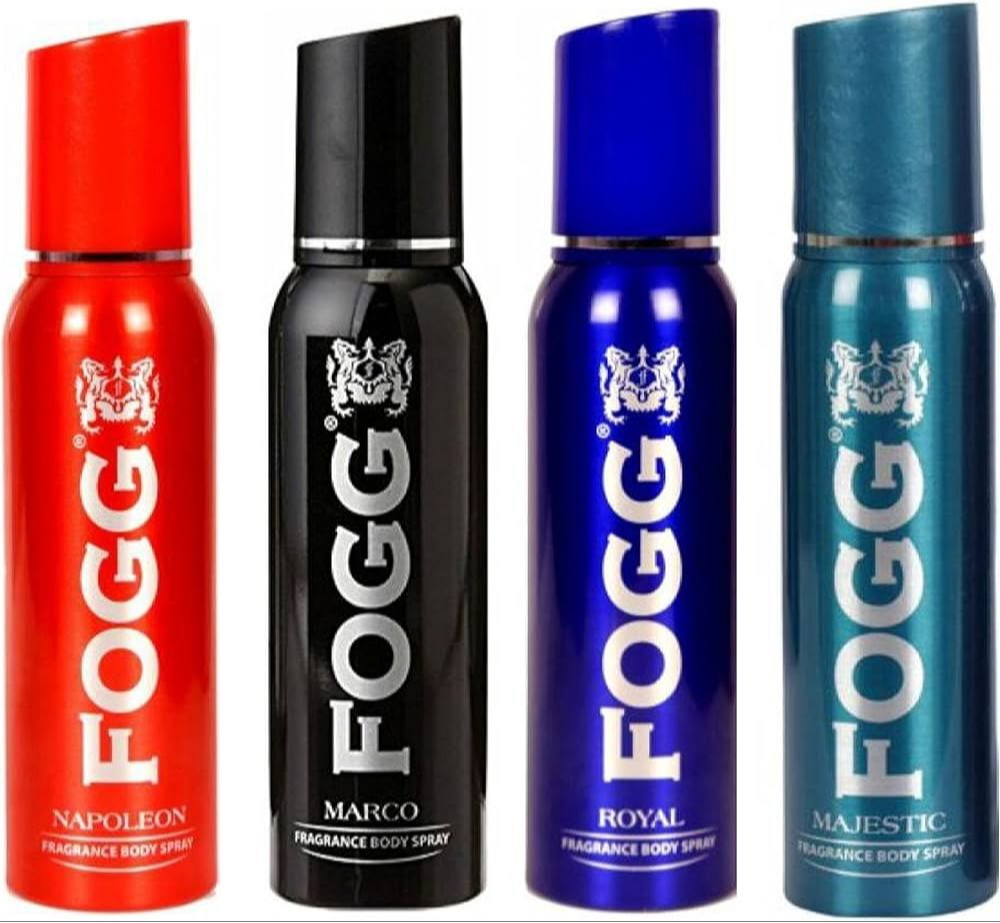 FOGG®
NAPOLEON
FRAGRANCE BODY SPRAY
FOGG®
MARCO
FRAGRANCE BODY SPRAY
FOGG®
ROYAL
FRAGRANCE BODY SPRAY
FOGG®
MAJESTIC
FRAGRANCE BODY SPRAY